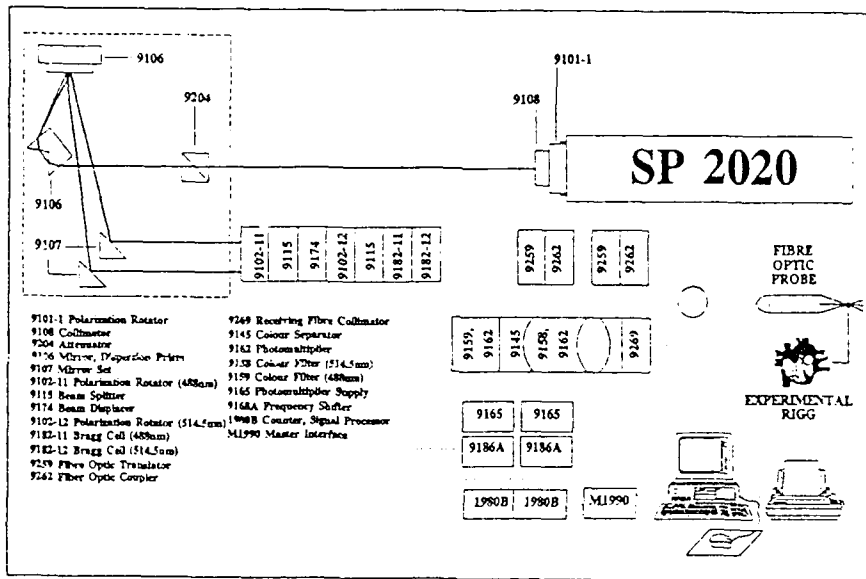 9106
9204
9101-1
9108
SP 2020
9106
9107
9102-11
9115
9174
9102-12
9115
9182-11
9182-12
9259
9262
9259
9262
FIBRE
OPTIC
PROBE
9159,
9162
9145
9158,
9162
9269
EXPERIMENTAL
RIGG
9101-1 Polarization Rotator
9108 Collimator
9204 Attenuator
9106 Mirror, Dispersion Prism
9107 Mirror Set
9102-11 Polarization Rotator (488nm)
9115 Beam Splitter
9174 Beam Displacer
9102-12 Polarization Rotator (514.5nm)
9182-11 Bragg Cell (488nm)
9182-12 Bragg Cell (514.5nm)
9259 Fibre Optic Translator
9262 Fiber Optic Coupler
9269 Receiving Fibre Collimator
9145 Colour Separator
9162 Photomultiplier
9158 Colour Filter (514.5nm)
9159 Colour Filter (488nm)
9165 Photomultiplier Supply
9168A Frequency Shifter
1980B Counter, Signal Processor
M1990 Master Interface
9165
9165
9186A
9186A
1980B
1980B
M1990